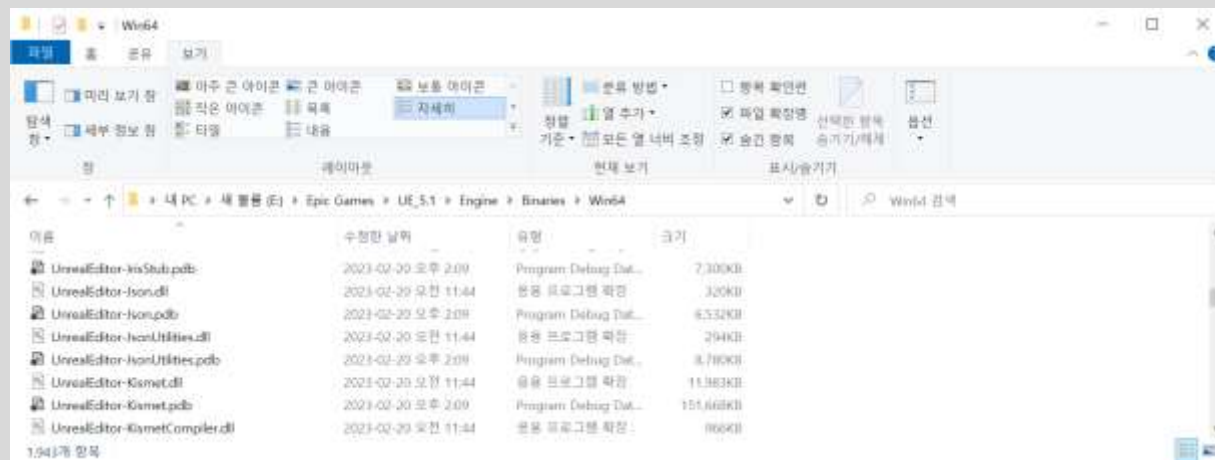 Win64
파일 홈 공유 보기
탐색 창 미리 보기 창 세부 정보 창
아주 큰 아이콘 큰 아이콘 보통 아이콘
작은 아이콘 목록 자세히
타일 내용
정렬 기준 분류 방법 열 추가 모든 열 너비 조정
항목 확인란 파일 확장명 숨긴 항목
선택한 항목 숨기기/해제
옵션
창 레이아웃 현재 보기 표시/숨기기
내 PC 새 볼륨 (E:) Epic Games UE_5.1 Engine Binaries Win64 Win64 검색
이름 수정한 날짜 유형 크기
UnrealEditor-IrisStub.pdb 2023-02-20 오후 2:09 Program Debug Dat... 7,300KB
UnrealEditor-Json.dll 2023-02-20 오전 11:44 응용 프로그램 확장 320KB
UnrealEditor-Json.pdb 2023-02-20 오후 2:09 Program Debug Dat... 6,532KB
UnrealEditor-JsonUtilities.dll 2023-02-20 오전 11:44 응용 프로그램 확장 294KB
UnrealEditor-JsonUtilities.pdb 2023-02-20 오후 2:09 Program Debug Dat... 8,780KB
UnrealEditor-Kismet.dll 2023-02-20 오전 11:44 응용 프로그램 확장 11,983KB
UnrealEditor-Kismet.pdb 2023-02-20 오후 2:09 Program Debug Dat... 151,668KB
UnrealEditor-KismetCompiler.dll 2023-02-20 오전 11:44 응용 프로그램 확장
1,943개 항목